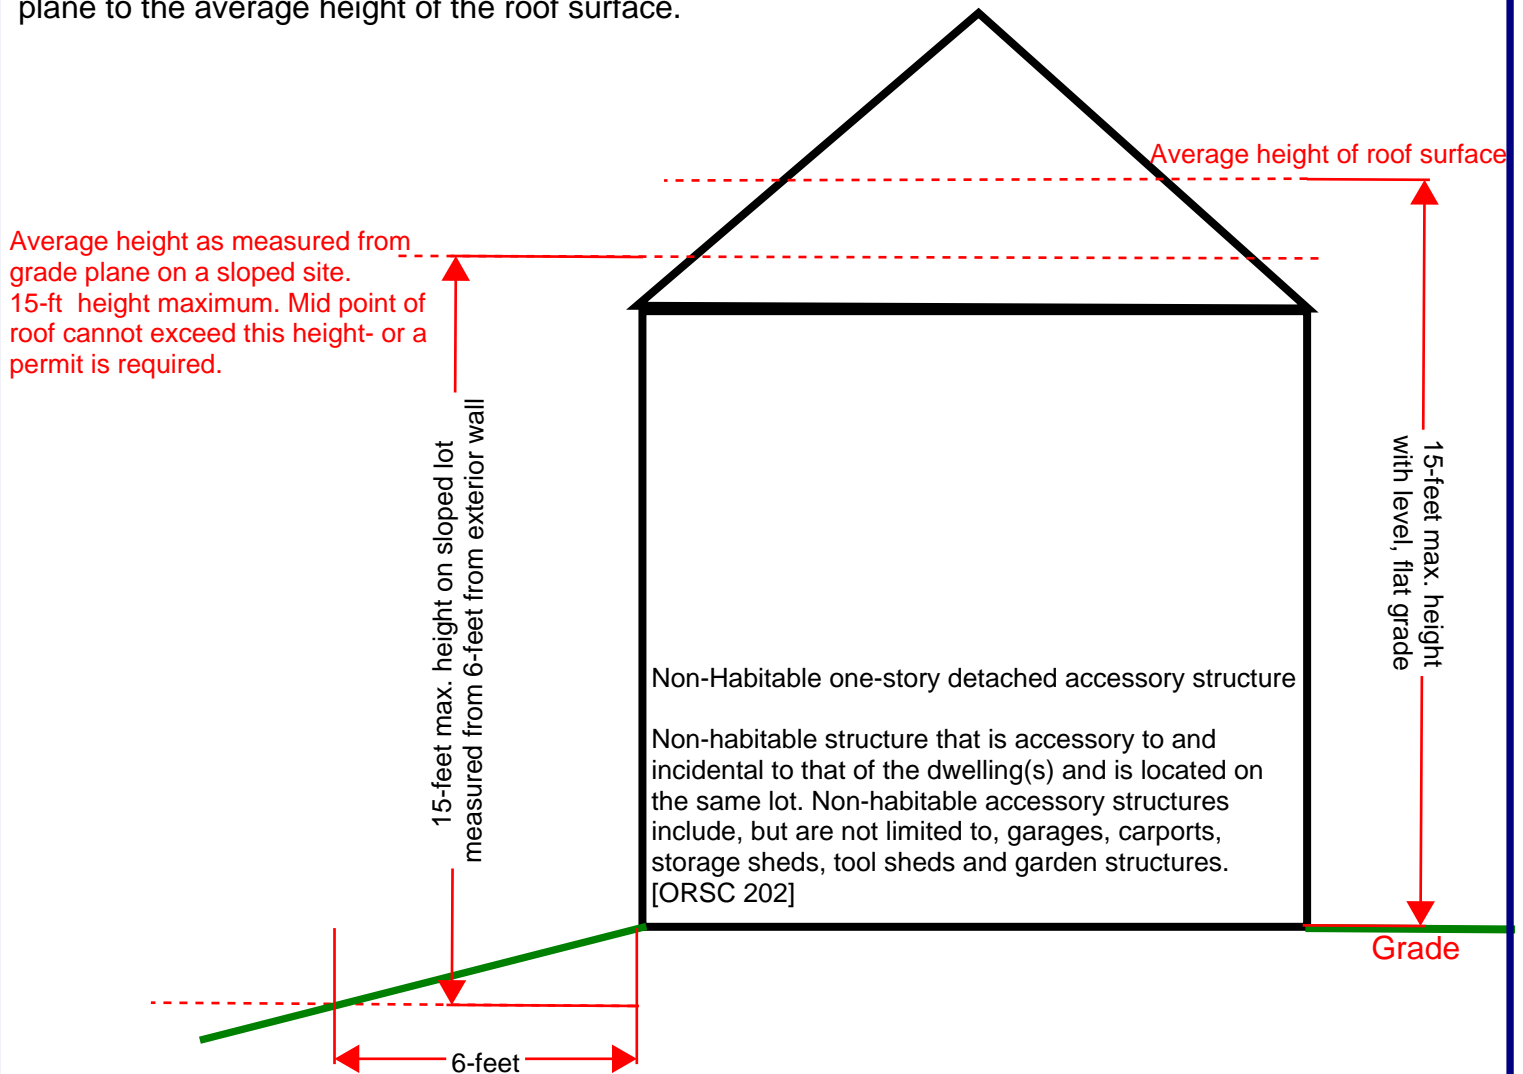 plane to the average height of the roof surface.
Average height of roof surface
Average height as measured from
grade plane on a sloped site.
15-ft  height maximum. Mid point of
roof cannot exceed this height- or a
permit is required.
15-feet max. height on sloped lot
measured from 6-feet from exterior wall
15-feet max. height
with level, flat grade
Non-Habitable one-story detached accessory structure
Non-habitable structure that is accessory to and
incidental to that of the dwelling(s) and is located on
the same lot. Non-habitable accessory structures
include, but are not limited to, garages, carports,
storage sheds, tool sheds and garden structures.
[ORSC 202]
Grade
6-feet